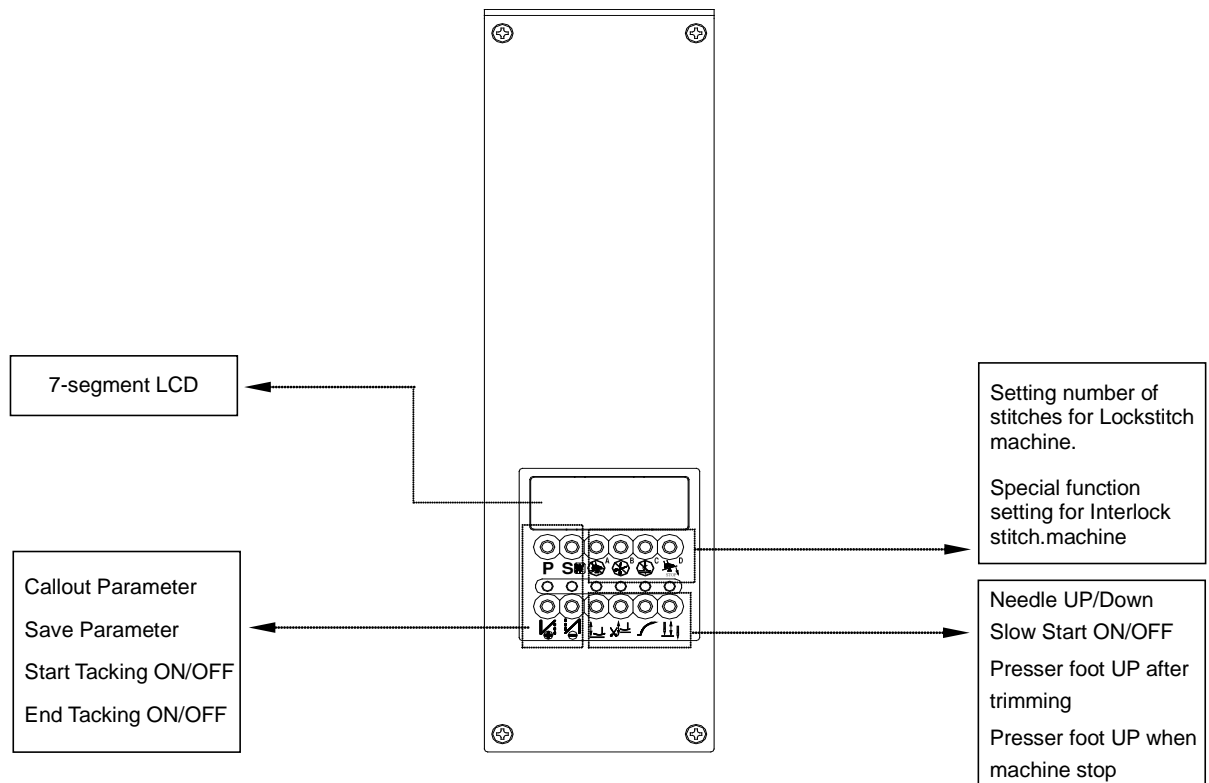 7-segment LCD
Callout Parameter
Save Parameter
Start Tacking ON/OFF
End Tacking ON/OFF
P S A B C D
Setting number of
stitches for Lockstitch
machine.
Special function
setting for Interlock
stitch.machine
Needle UP/Down
Slow Start ON/OFF
Presser foot UP after
trimming
Presser foot UP when
machine stop